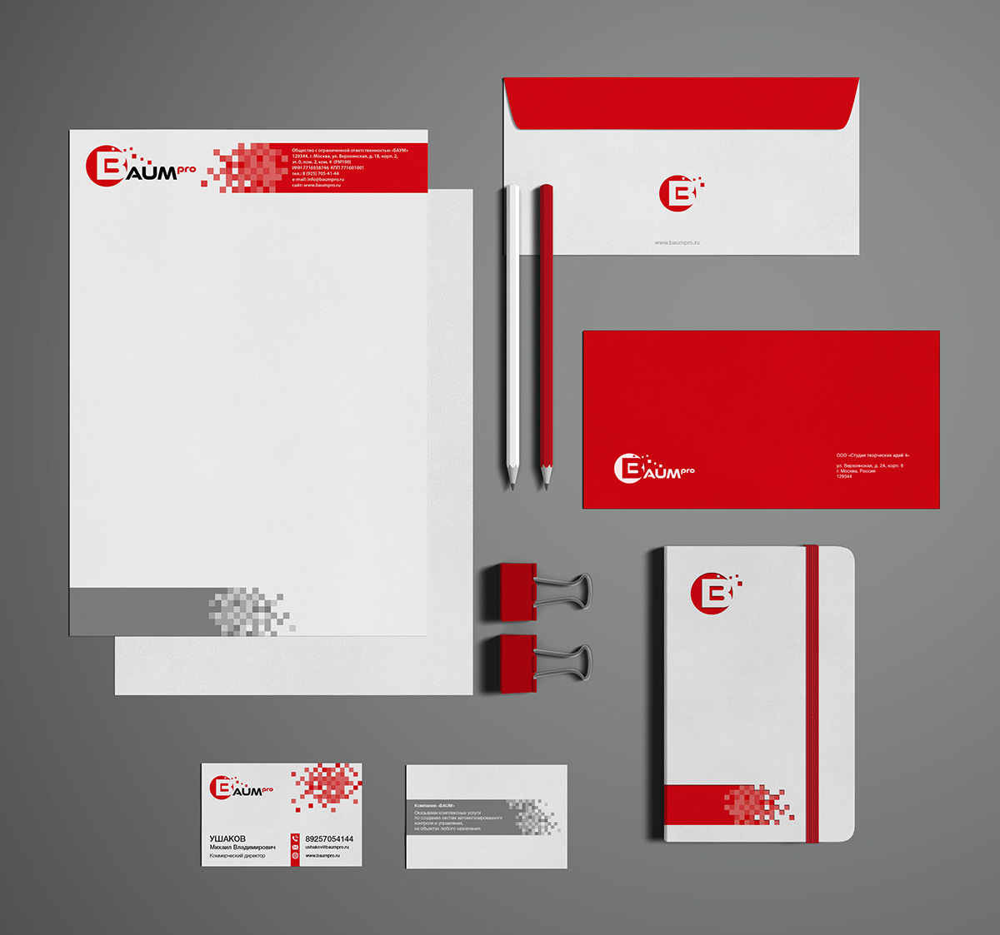 BAUMpro
Общество с ограниченной ответственностью «БАУМ»
129344, г. Москва, ул. Верхоянская, д. 18, корп. 2,
эт. 0, пом. 2, ком. 4 (РМ190)
ИНН 7716938746 КПП 771601001
тел.: 8 (925) 705-41-44
e-mail: info@baumpro.ru
сайт: www.baumpro.ru
B
www.baumpro.ru
BAUMpro
ООО «Студия творческих идей 4»
ул. Верхоянская, д. 24, корп. 6
г. Москва, Россия
129344
B
BAUMpro
УШАКОВ
Михаил Владимирович
Коммерческий директор
89257054144
ushakov@baumpro.ru
www.baumpro.ru
Компания «BAUM»
Оказываем комплексные услуги
по созданию систем автоматизированного
контроля и управления,
на объектах любого назначения.